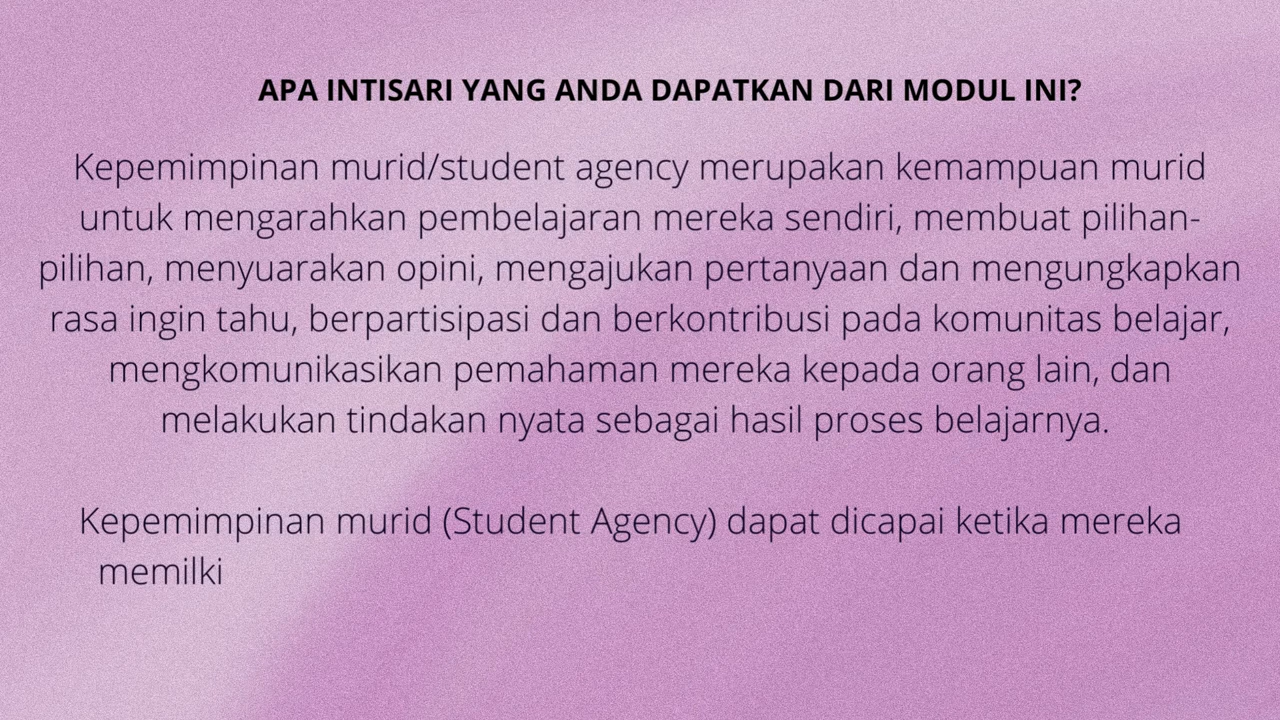 APA INTISARI YANG ANDA DAPATKAN DARI MODUL INI?
Kepemimpinan murid/student agency merupakan kemampuan murid
untuk mengarahkan pembelajaran mereka sendiri, membuat pilihan-
pilihan, menyuarakan opini, mengajukan pertanyaan dan mengungkapkan
rasa ingin tahu, berpartisipasi dan berkontribusi pada komunitas belajar,
mengkomunikasikan pemahaman mereka kepada orang lain, dan
melakukan tindakan nyata sebagai hasil proses belajarnya.
Kepemimpinan murid (Student Agency) dapat dicapai ketika mereka
memilki